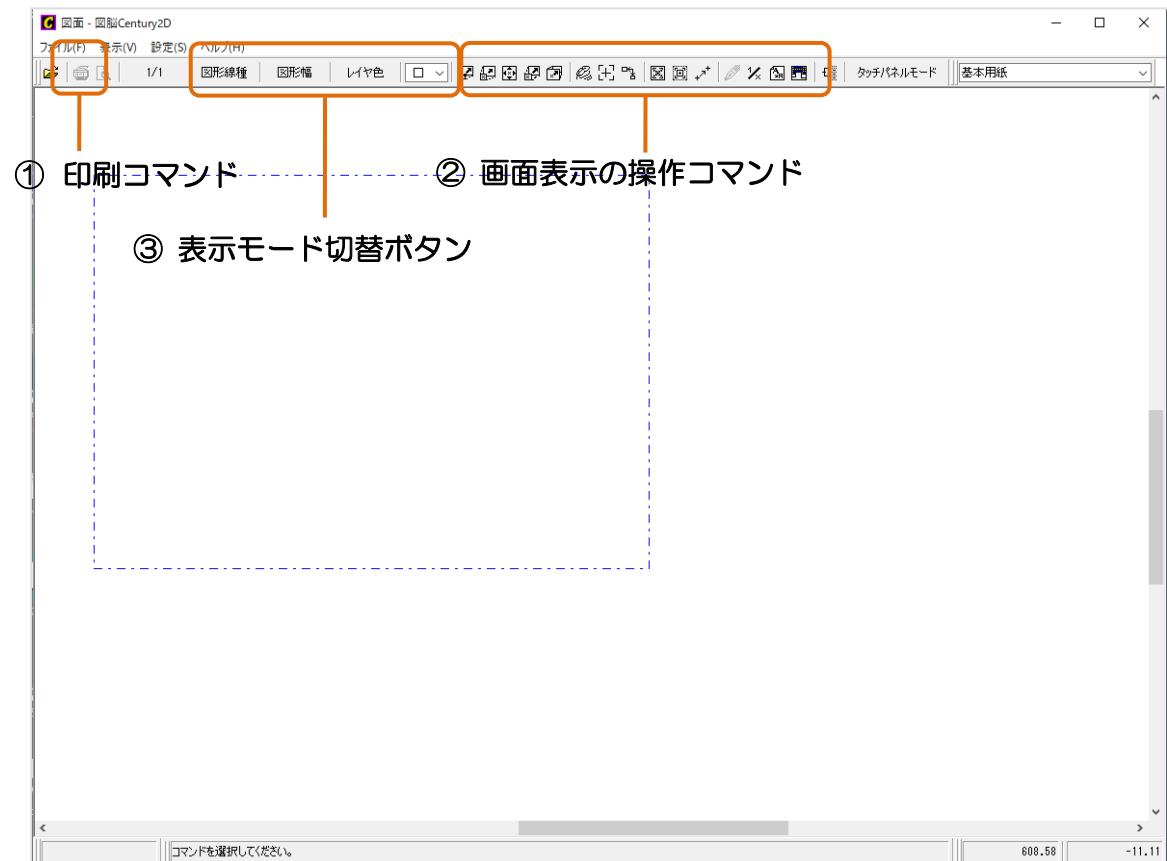 図面 - 図脳Century2D
ファイル(F) 表示(V) 設定(S) ヘルプ(H)
1/1 図形線種 図形幅 レイヤ色 タッチパネルモード 基本用紙
① 印刷コマンド ② 画面表示の操作コマンド
③ 表示モード切替ボタン
コマンドを選択してください。 608.58 -11.11